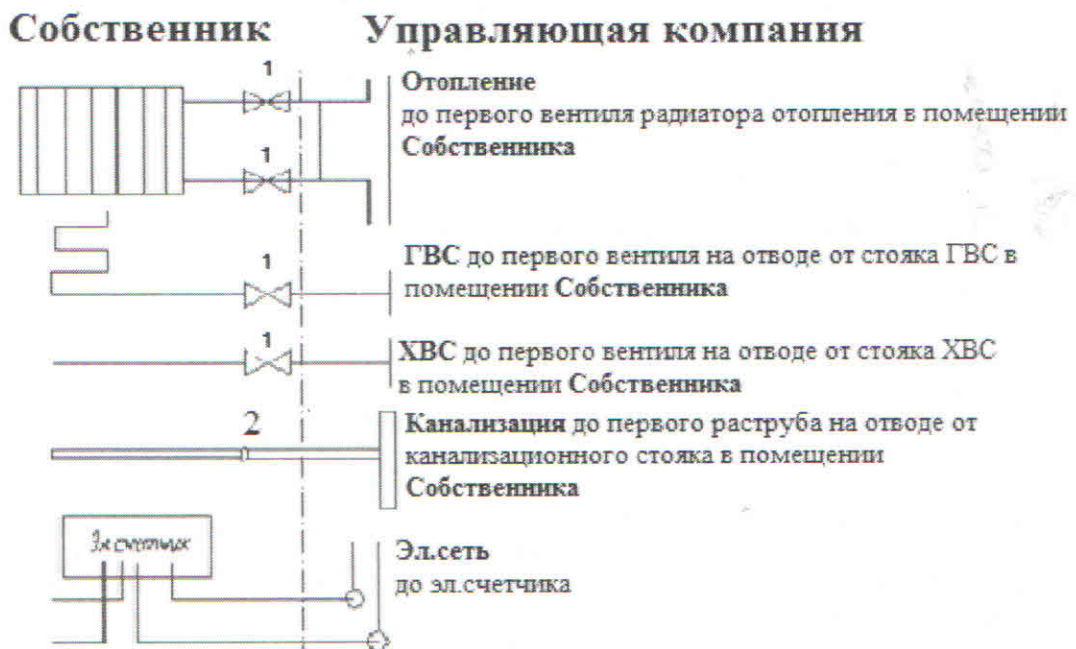 Собственник Управляющая компания
1
Отопление
до первого вентиля радиатора отопления в помещении
Собственника
1
1
ГВС до первого вентиля на отводе от стояка ГВС в
помещении Собственника
1
ХВС до первого вентиля на отводе от стояка ХВС
в помещении Собственника
2
Канализация до первого раструба на отводе от
канализационного стояка в помещении
Собственника
Эл.счетчик
Эл.сеть
до эл.счетчика